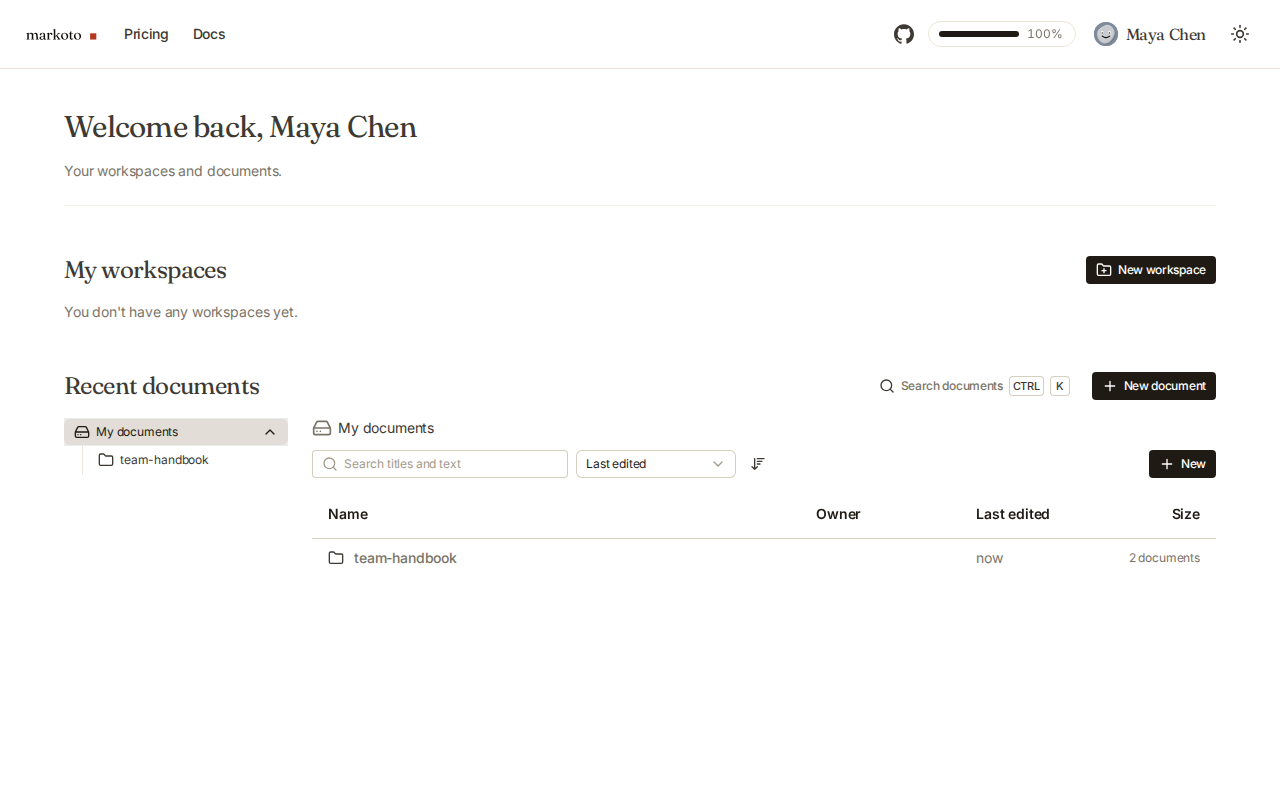 markoto
Pricing
Docs
100%
Maya Chen
Welcome back, Maya Chen
Your workspaces and documents.
My workspaces
New workspace
You don't have any workspaces yet.
Recent documents
Search documents CTRL K
New document
My documents
team-handbook
My documents
Search titles and text
Last edited
New
Name Owner Last edited Size
team-handbook now 2 documents